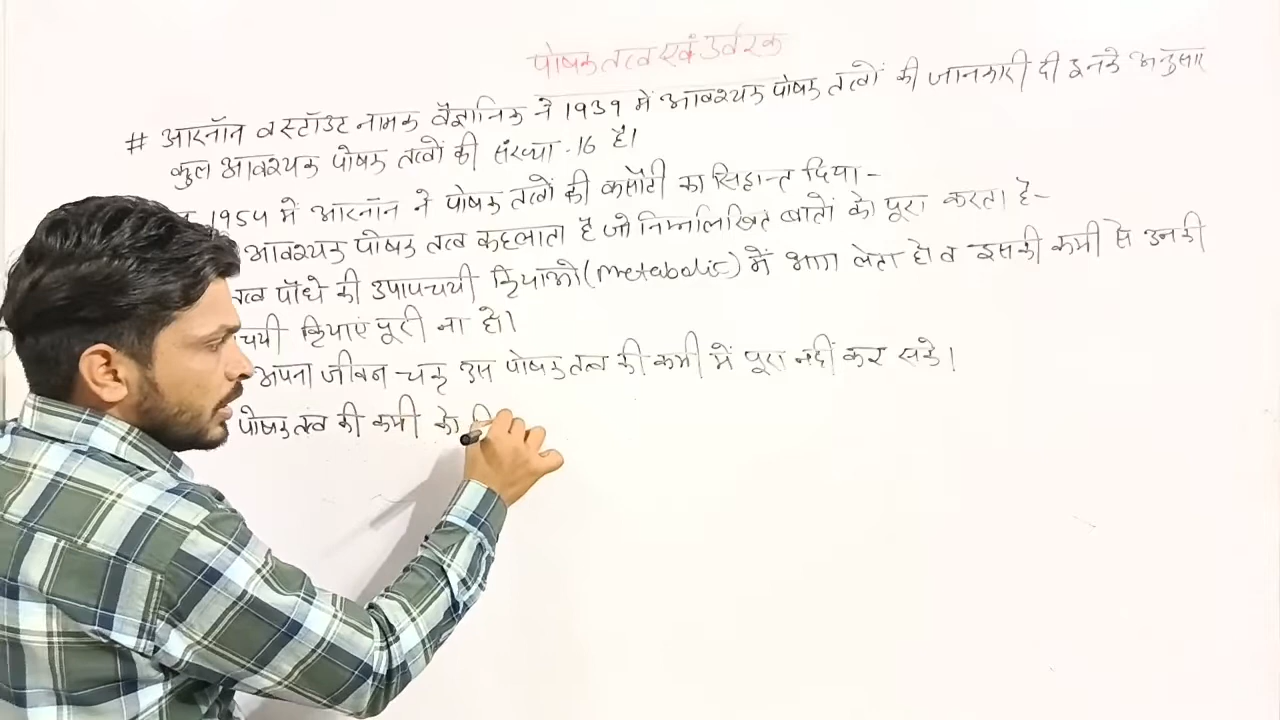 पोषक तत्व एवं उर्वरक
# आरनॉन व स्टॉउट नामक वैज्ञानिक ने 1939 में आवश्यक पोषक तत्वों की जानकारी दी इनके अनुसार
कुल आवश्यक पोषक तत्वों की संख्या - 16 है।
1954 में आरनॉन ने पोषक तत्वों की कसौटी का सिद्धान्त दिया -
आवश्यक पोषक तत्व कहलाता है जो निम्नलिखित बातों को पूरा करता है -
तत्व पौधे की उपापचयी क्रियाओं (Metabolic) में भाग लेता हो व इसकी कमी से उनकी
चयी क्रियाएं पूरी ना हो।
अपना जीवन चक्र उस पोषक तत्व की कमी में पूरा नहीं कर सके।
पोषक तत्व की कमी को